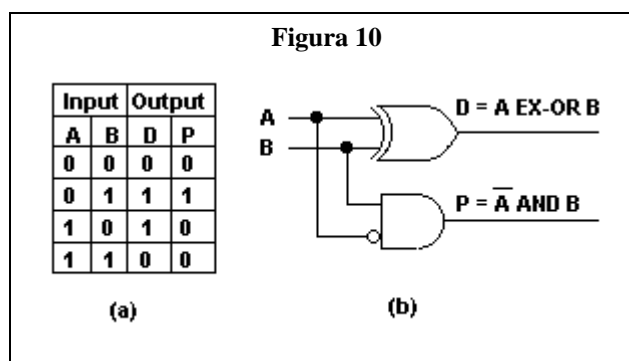 Figura 10
Input Output
A B D P
0 0 0 0
0 1 1 1
1 0 1 0
1 1 0 0
(a)
A
B
D = A EX-OR B
P = A̅ AND B
(b)